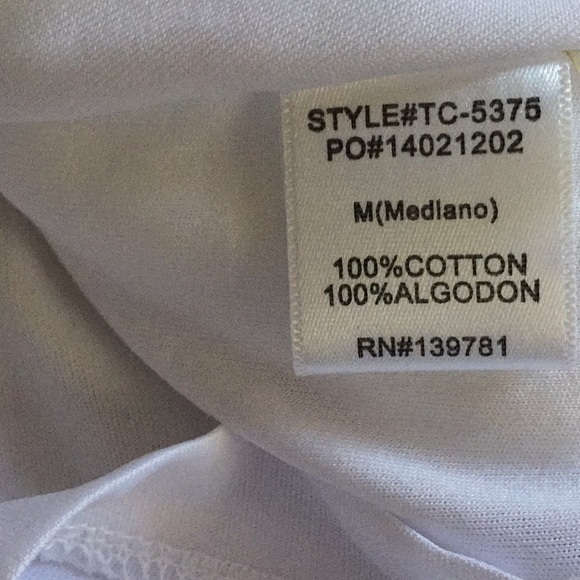 STYLE#TC-5375
PO#14021202
M(Mediano)
100%COTTON
100%ALGODON
RN#139781